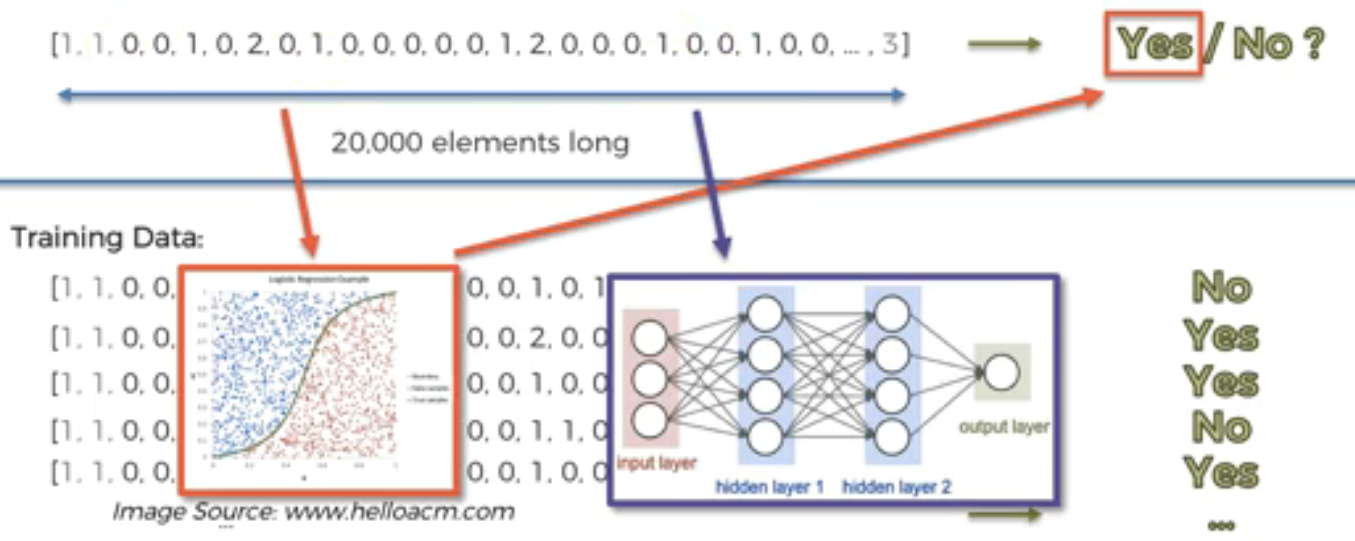 [1, 1, 0, 0, 1, 0, 2, 0, 1, 0, 0, 0, 0, 0, 1, 2, 0, 0, 0, 1, 0, 0, 1, 0, 0, ... , 3]
Yes / No ?
20,000 elements long
Training Data:
[1, 1, 0, 0, 0, 0, 1, 0, 1 No
[1, 1, 0, 0, 0, 0, 2, 0, 0 Yes
[1, 1, 0, 0, 0, 0, 1, 0, 0 Yes
[1, 1, 0, 0, 0, 0, 1, 1, 0 No
[1, 1, 0, 0, 0, 0, 1, 0, 0 Yes
Logistic Regression Example
input layer
hidden layer 1
hidden layer 2
output layer
Image Source: www.helloacm.com
...
...